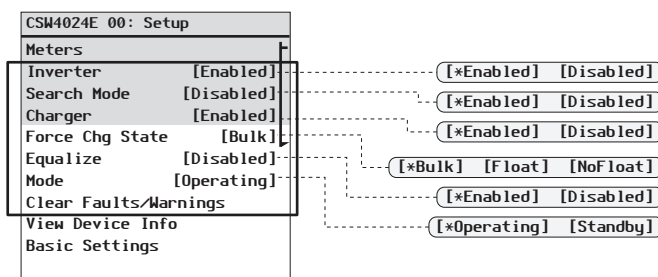 CSW4024E 00: Setup
Meters
Inverter [Enabled]
Search Mode [Disabled]
Charger [Enabled]
Force Chg State [Bulk]
Equalize [Disabled]
Mode [Operating]
Clear Faults/Warnings
View Device Info
Basic Settings
[*Enabled] [Disabled]
[*Enabled] [Disabled]
[*Enabled] [Disabled]
[*Bulk] [Float] [NoFloat]
[*Enabled] [Disabled]
[*Operating] [Standby]